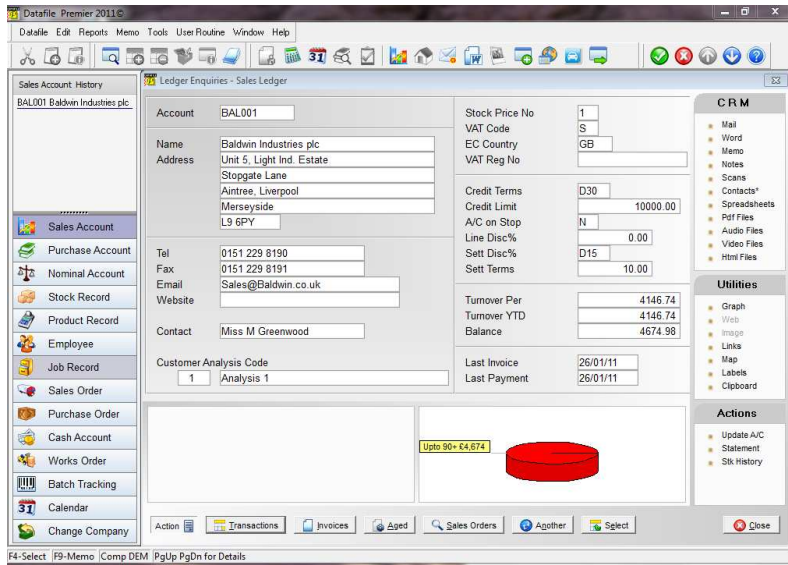 Datafile Premier 2011©
Datafile Edit Reports Memo Tools User Routine Window Help
Sales Account History
BAL001 Baldwin Industries plc
Sales Account
Purchase Account
Nominal Account
Stock Record
Product Record
Employee
Job Record
Sales Order
Purchase Order
Cash Account
Works Order
Batch Tracking
31 Calendar
Change Company
Ledger Enquiries - Sales Ledger
Account BAL001
Name Baldwin Industries plc
Address Unit 5, Light Ind. Estate
Stopgate Lane
Aintree, Liverpool
Merseyside
L9 6PY
Tel 0151 229 8190
Fax 0151 229 8191
Email Sales@Baldwin.co.uk
Website
Contact Miss M Greenwood
Customer Analysis Code
1 Analysis 1
Stock Price No 1
VAT Code S
EC Country GB
VAT Reg No
Credit Terms D30
Credit Limit 10000.00
A/C on Stop N
Line Disc% 0.00
Sett Disc% D15
Sett Terms 10.00
Turnover Per 4146.74
Turnover YTD 4146.74
Balance 4674.98
Last Invoice 26/01/11
Last Payment 26/01/11
Upto 90+ £4,674
Action Transactions Invoices Aged Sales Orders Another Select Close
CRM
Mail
Word
Memo
Notes
Scans
Contacts*
Spreadsheets
Pdf Files
Audio Files
Video Files
Html Files
Utilities
Graph
Web
Image
Links
Map
Labels
Clipboard
Actions
Update A/C
Statement
Stk History
F4-Select F9-Memo Comp DEM PgUp PgDn for Details